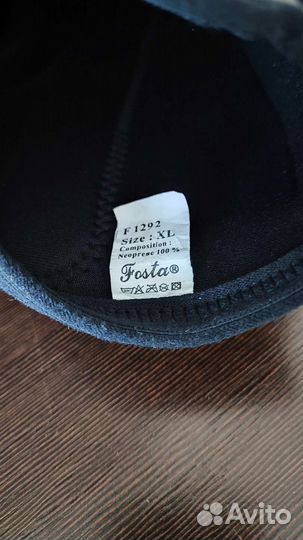 F 1292
Size : XL
Composition :
Neoprene 100 %
Fosta®
Avito